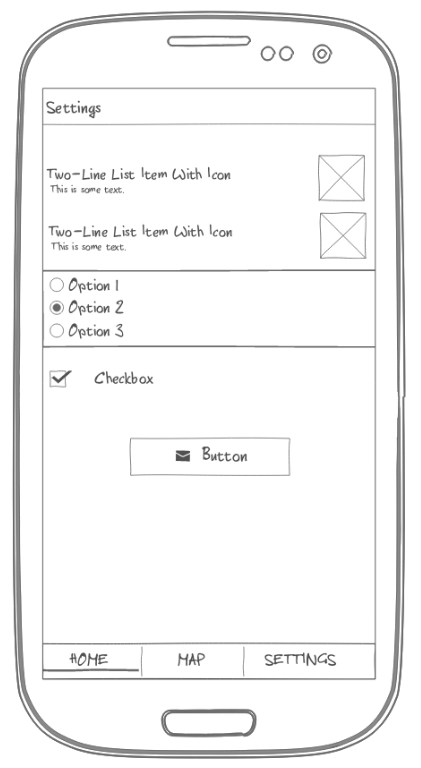 Settings
Two-Line List Item With Icon
This is some text.
Two-Line List Item With Icon
This is some text.
Option 1
Option 2
Option 3
Checkbox
Button
HOME MAP SETTINGS